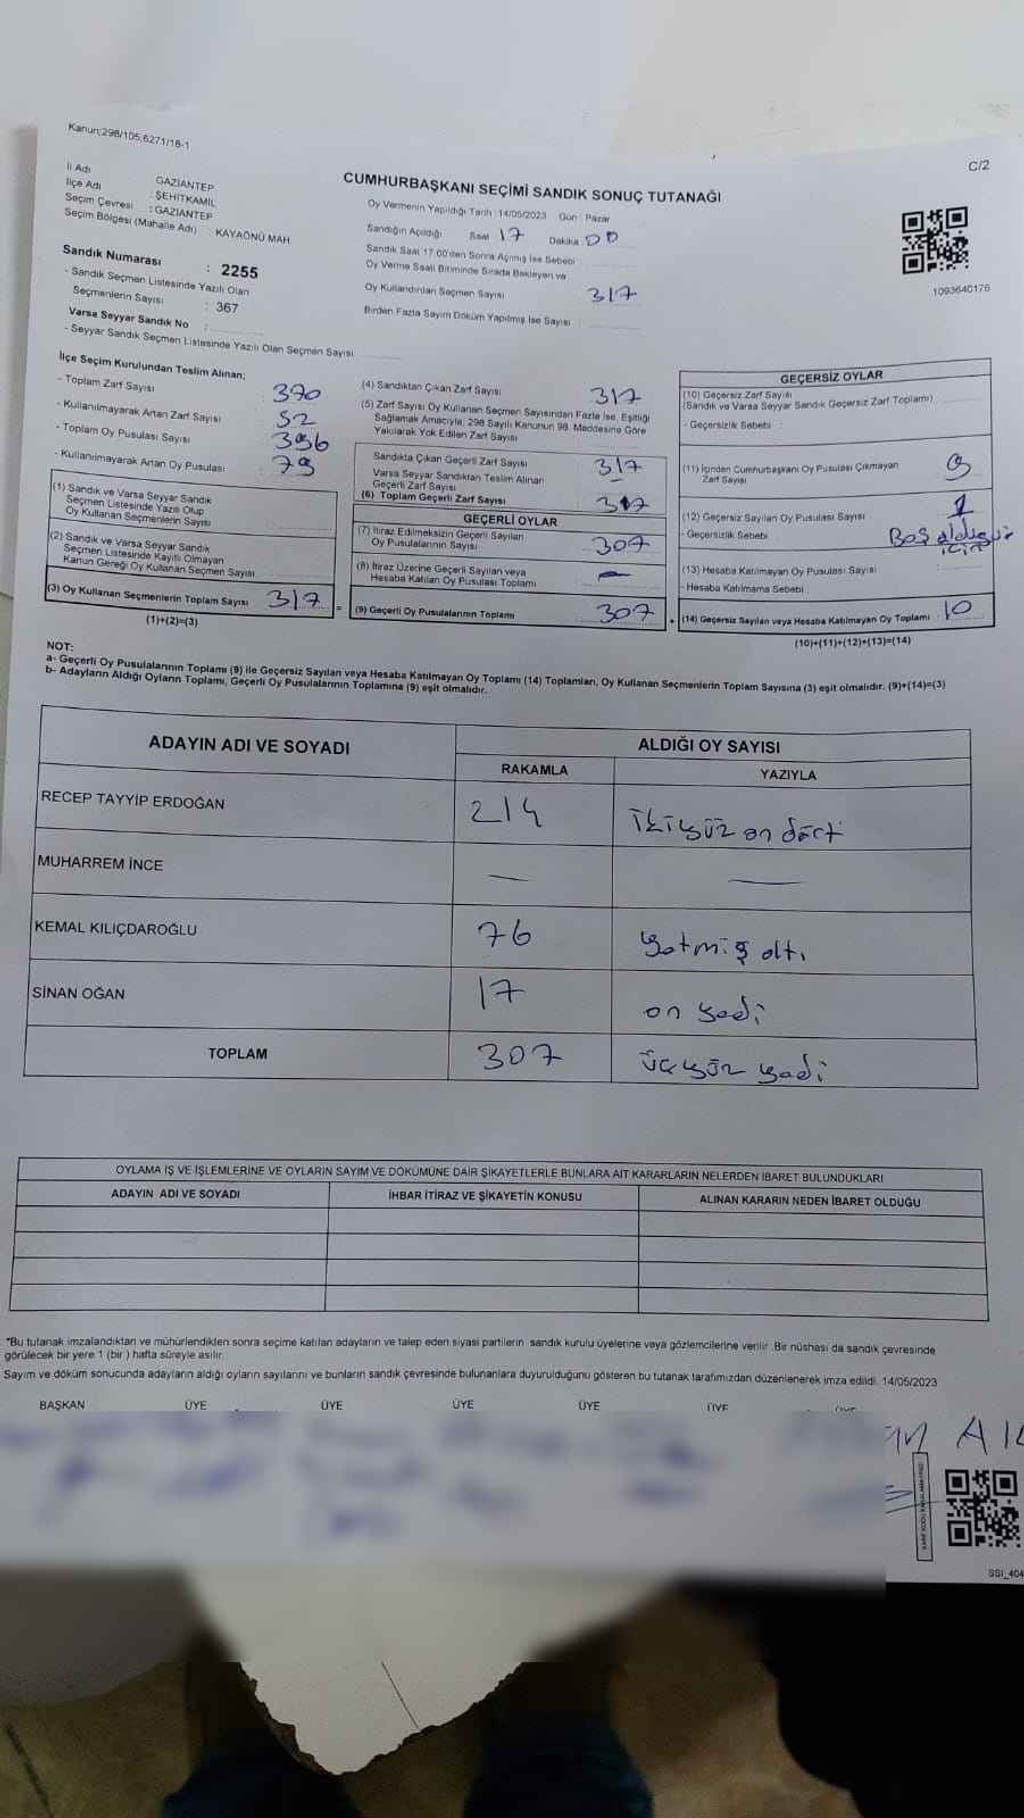 Kanun;298/105,6271/18-1
C/2
CUMHURBAŞKANI SEÇİMİ SANDIK SONUÇ TUTANAĞI
İl Adı GAZİANTEP
İlçe Adı : ŞEHİTKAMİL
Seçim Çevresi : GAZİANTEP
Seçim Bölgesi (Mahalle Adı) KAYAÖNÜ MAH.
Oy Vermenin Yapıldığı Tarih : 14/05/2023 Gün : Pazar
Sandığın Açıldığı Saat 17 Dakika 00
Sandık Saat 17:00'den Sonra Açılmış İse Sebebi
Oy Verme Saati Bitiminde Sırada Bekleyen ve
Oy Kullandırılan Seçmen Sayısı 317
Birden Fazla Sayım Döküm Yapılmış İse Sayısı :
1093640176
Sandık Numarası : 2255
- Sandık Seçmen Listesinde Yazılı Olan
Seçmenlerin Sayısı : 367
Varsa Seyyar Sandık No :
- Seyyar Sandık Seçmen Listesinde Yazılı Olan Seçmen Sayısı
İlçe Seçim Kurulundan Teslim Alınan;
- Toplam Zarf Sayısı : 370
- Kullanılmayarak Artan Zarf Sayısı : 52
- Toplam Oy Pusulası Sayısı : 396
- Kullanılmayarak Artan Oy Pusulası : 79
(1) Sandık ve Varsa Seyyar Sandık
Seçmen Listesinde Yazılı Olup
Oy Kullanan Seçmenlerin Sayısı
(2) Sandık ve Varsa Seyyar Sandık
Seçmen Listesinde Kayıtlı Olmayan
Kanun Gereği Oy Kullanan Seçmen Sayısı
(3) Oy Kullanan Seçmenlerin Toplam Sayısı 317 =
(1)+(2)=(3)
(4) Sandıktan Çıkan Zarf Sayısı 317
(5) Zarf Sayısı Oy Kullanan Seçmen Sayısından Fazla İse, Eşitliği
Sağlamak Amacıyla, 298 Sayılı Kanunun 98. Maddesine Göre
Yakılarak Yok Edilen Zarf Sayısı
Sandıkta Çıkan Geçerli Zarf Sayısı 317
Varsa Seyyar Sandıktan Teslim Alınan
Geçerli Zarf Sayısı
(6) Toplam Geçerli Zarf Sayısı 317
GEÇERLİ OYLAR
(7) İtiraz Edilmeksizin Geçerli Sayılan
Oy Pusulalarının Sayısı 307
(8) İtiraz Üzerine Geçerli Sayılan veya
Hesaba Katılan Oy Pusulası Toplamı —
(9) Geçerli Oy Pusulalarının Toplamı 307 +
GEÇERSİZ OYLAR
(10) Geçersiz Zarf Sayısı
(Sandık ve Varsa Seyyar Sandık Geçersiz Zarf Toplamı)
- Geçersizlik Sebebi :
(11) İçinden Cumhurbaşkanı Oy Pusulası Çıkmayan
Zarf Sayısı 9
(12) Geçersiz Sayılan Oy Pusulası Sayısı 1
- Geçersizlik Sebebi Boş olduğu
için
(13) Hesaba Katılmayan Oy Pusulası Sayısı :
- Hesaba Katılmama Sebebi
(14) Geçersiz Sayılan veya Hesaba Katılmayan Oy Toplamı 10
(10)+(11)+(12)+(13)=(14)
NOT:
a- Geçerli Oy Pusulalarının Toplamı (9) ile Geçersiz Sayılan veya Hesaba Katılmayan Oy Toplamı (14) Toplamları, Oy Kullanan Seçmenlerin Toplam Sayısına (3) eşit olmalıdır. (9)+(14)=(3)
b- Adayların Aldığı Oyların Toplamı, Geçerli Oy Pusulalarının Toplamına (9) eşit olmalıdır.
ADAYIN ADI VE SOYADI ALDIĞI OY SAYISI
RAKAMLA YAZIYLA
RECEP TAYYİP ERDOĞAN 214 ikiyüz on dört
MUHARREM İNCE — —
KEMAL KILIÇDAROĞLU 76 yetmiş altı
SİNAN OĞAN 17 on yedi
TOPLAM 307 üçyüz yedi
OYLAMA İŞ VE İŞLEMLERİNE VE OYLARIN SAYIM VE DÖKÜMÜNE DAİR ŞİKAYETLERLE BUNLARA AİT KARARLARIN NELERDEN İBARET BULUNDUKLARI
ADAYIN ADI VE SOYADI İHBAR İTİRAZ VE ŞİKAYETİN KONUSU ALINAN KARARIN NEDEN İBARET OLDUĞU
*Bu tutanak imzalandıktan ve mühürlendikten sonra seçime katılan adayların ve talep eden siyasi partilerin sandık kurulu üyelerine veya gözlemcilerine verilir. Bir nüshası da sandık çevresinde
görülecek bir yere 1 (bir ) hafta süreyle asılır.
Sayım ve döküm sonucunda adayların aldığı oyların sayılarını ve bunların sandık çevresinde bulunanlara duyurulduğunu gösteren bu tutanak tarafımızdan düzenlenerek imza edildi. 14/05/2023
BAŞKAN ÜYE ÜYE ÜYE ÜYE ÜYE ÜYE
SSI_404